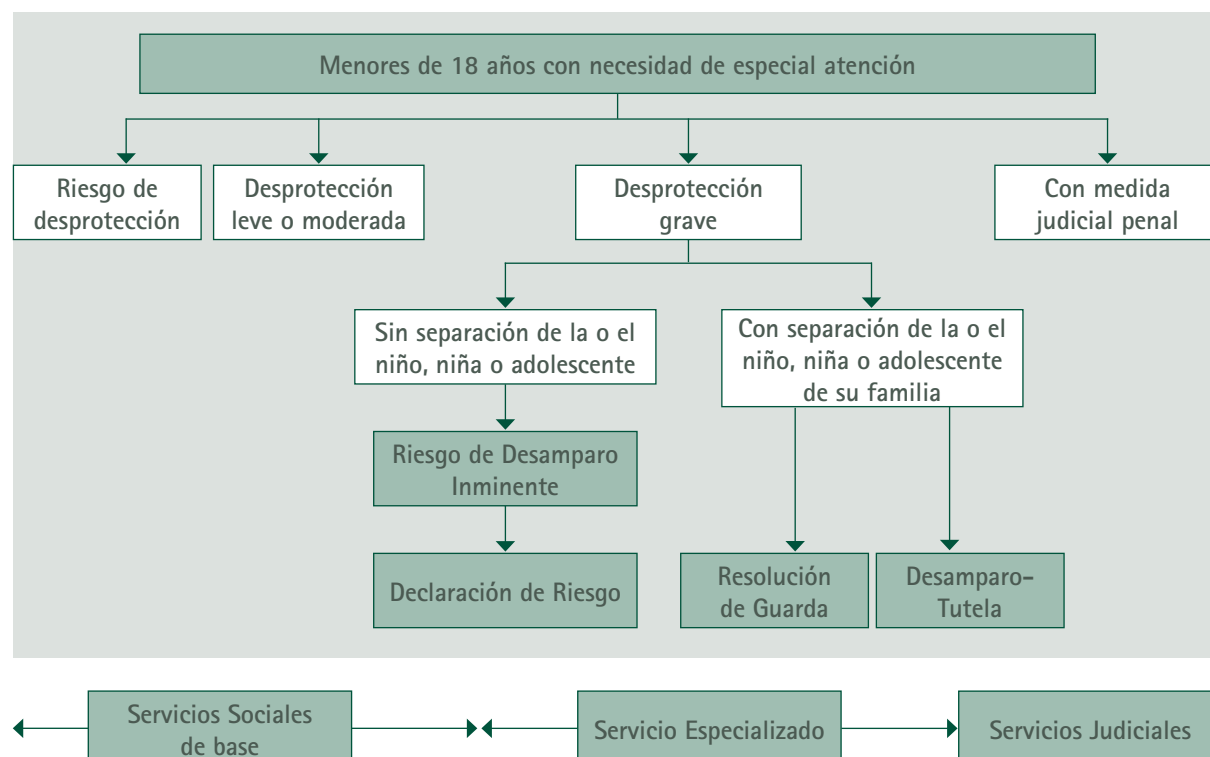 Menores de 18 años con necesidad de especial atención
Riesgo de
desprotección
Desprotección
leve o moderada
Desprotección
grave
Con medida
judicial penal
Sin separación de la o el
niño, niña o adolescente
Con separación de la o el
niño, niña o adolescente
de su familia
Riesgo de Desamparo
Inminente
Declaración de Riesgo
Resolución
de Guarda
Desamparo-
Tutela
Servicios Sociales
de base
Servicio Especializado
Servicios Judiciales